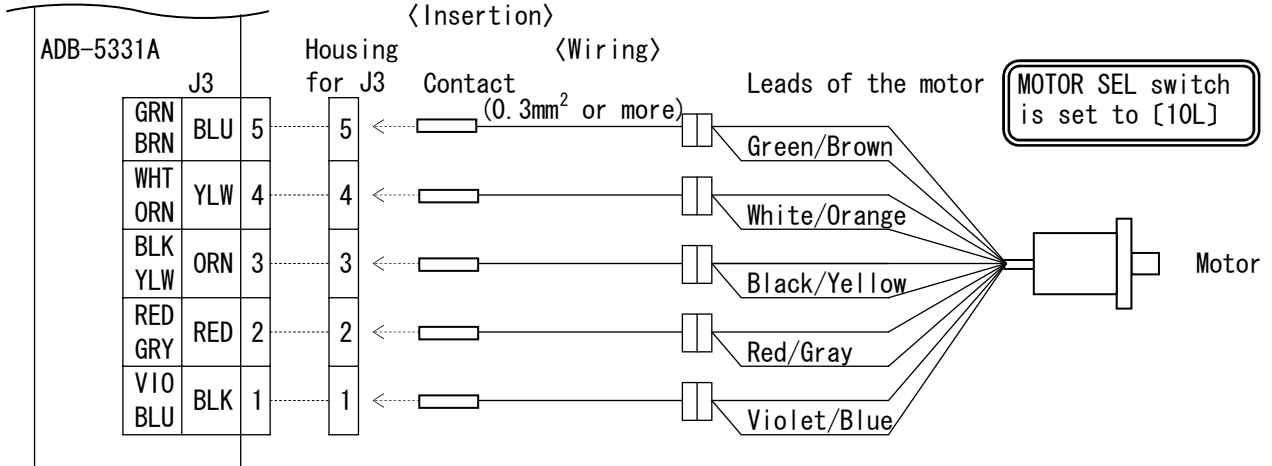 〈Insertion〉
ADB-5331A
Housing
〈Wiring〉
J3
for J3
Contact
Leads of the motor
MOTOR SEL switch
is set to [10L]
(0.3mm² or more)
GRN
BRN
BLU
5
5
Green/Brown
WHT
ORN
YLW
4
4
White/Orange
BLK
YLW
ORN
3
3
Black/Yellow
Motor
RED
GRY
RED
2
2
Red/Gray
VIO
BLU
BLK
1
1
Violet/Blue